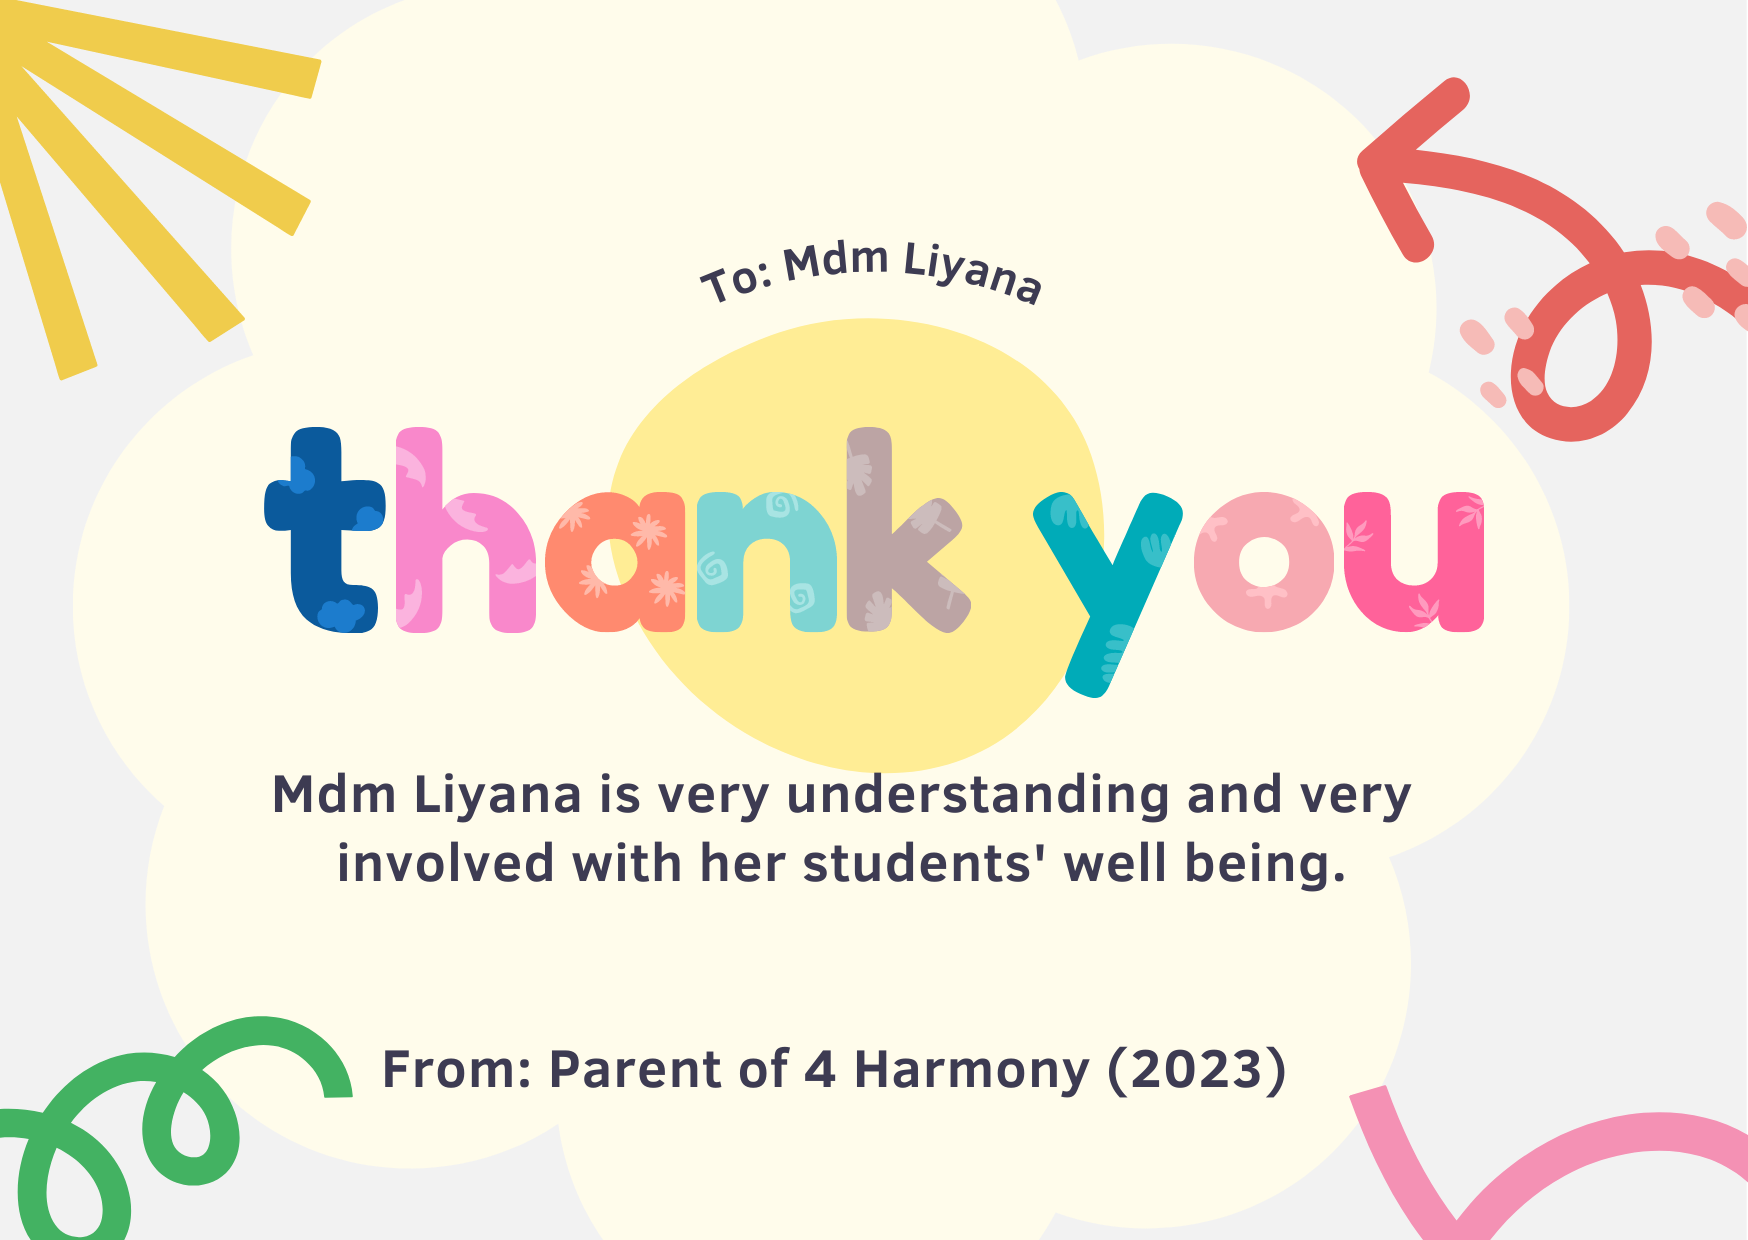 To: Mdm Liyana
thank you
Mdm Liyana is very understanding and very
involved with her students' well being.
From: Parent of 4 Harmony (2023)